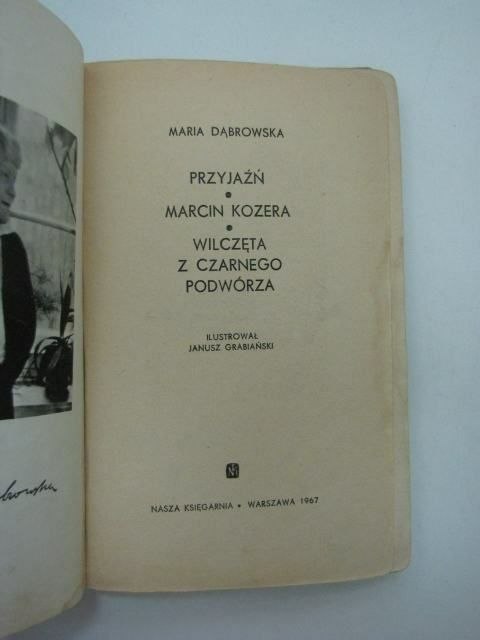 MARIA DĄBROWSKA
PRZYJAŹŃ
•
MARCIN KOZERA
•
WILCZĘTA
Z CZARNEGO
PODWÓRZA
ILUSTROWAŁ
JANUSZ GRABIAŃSKI
NASZA KSIĘGARNIA • WARSZAWA 1967